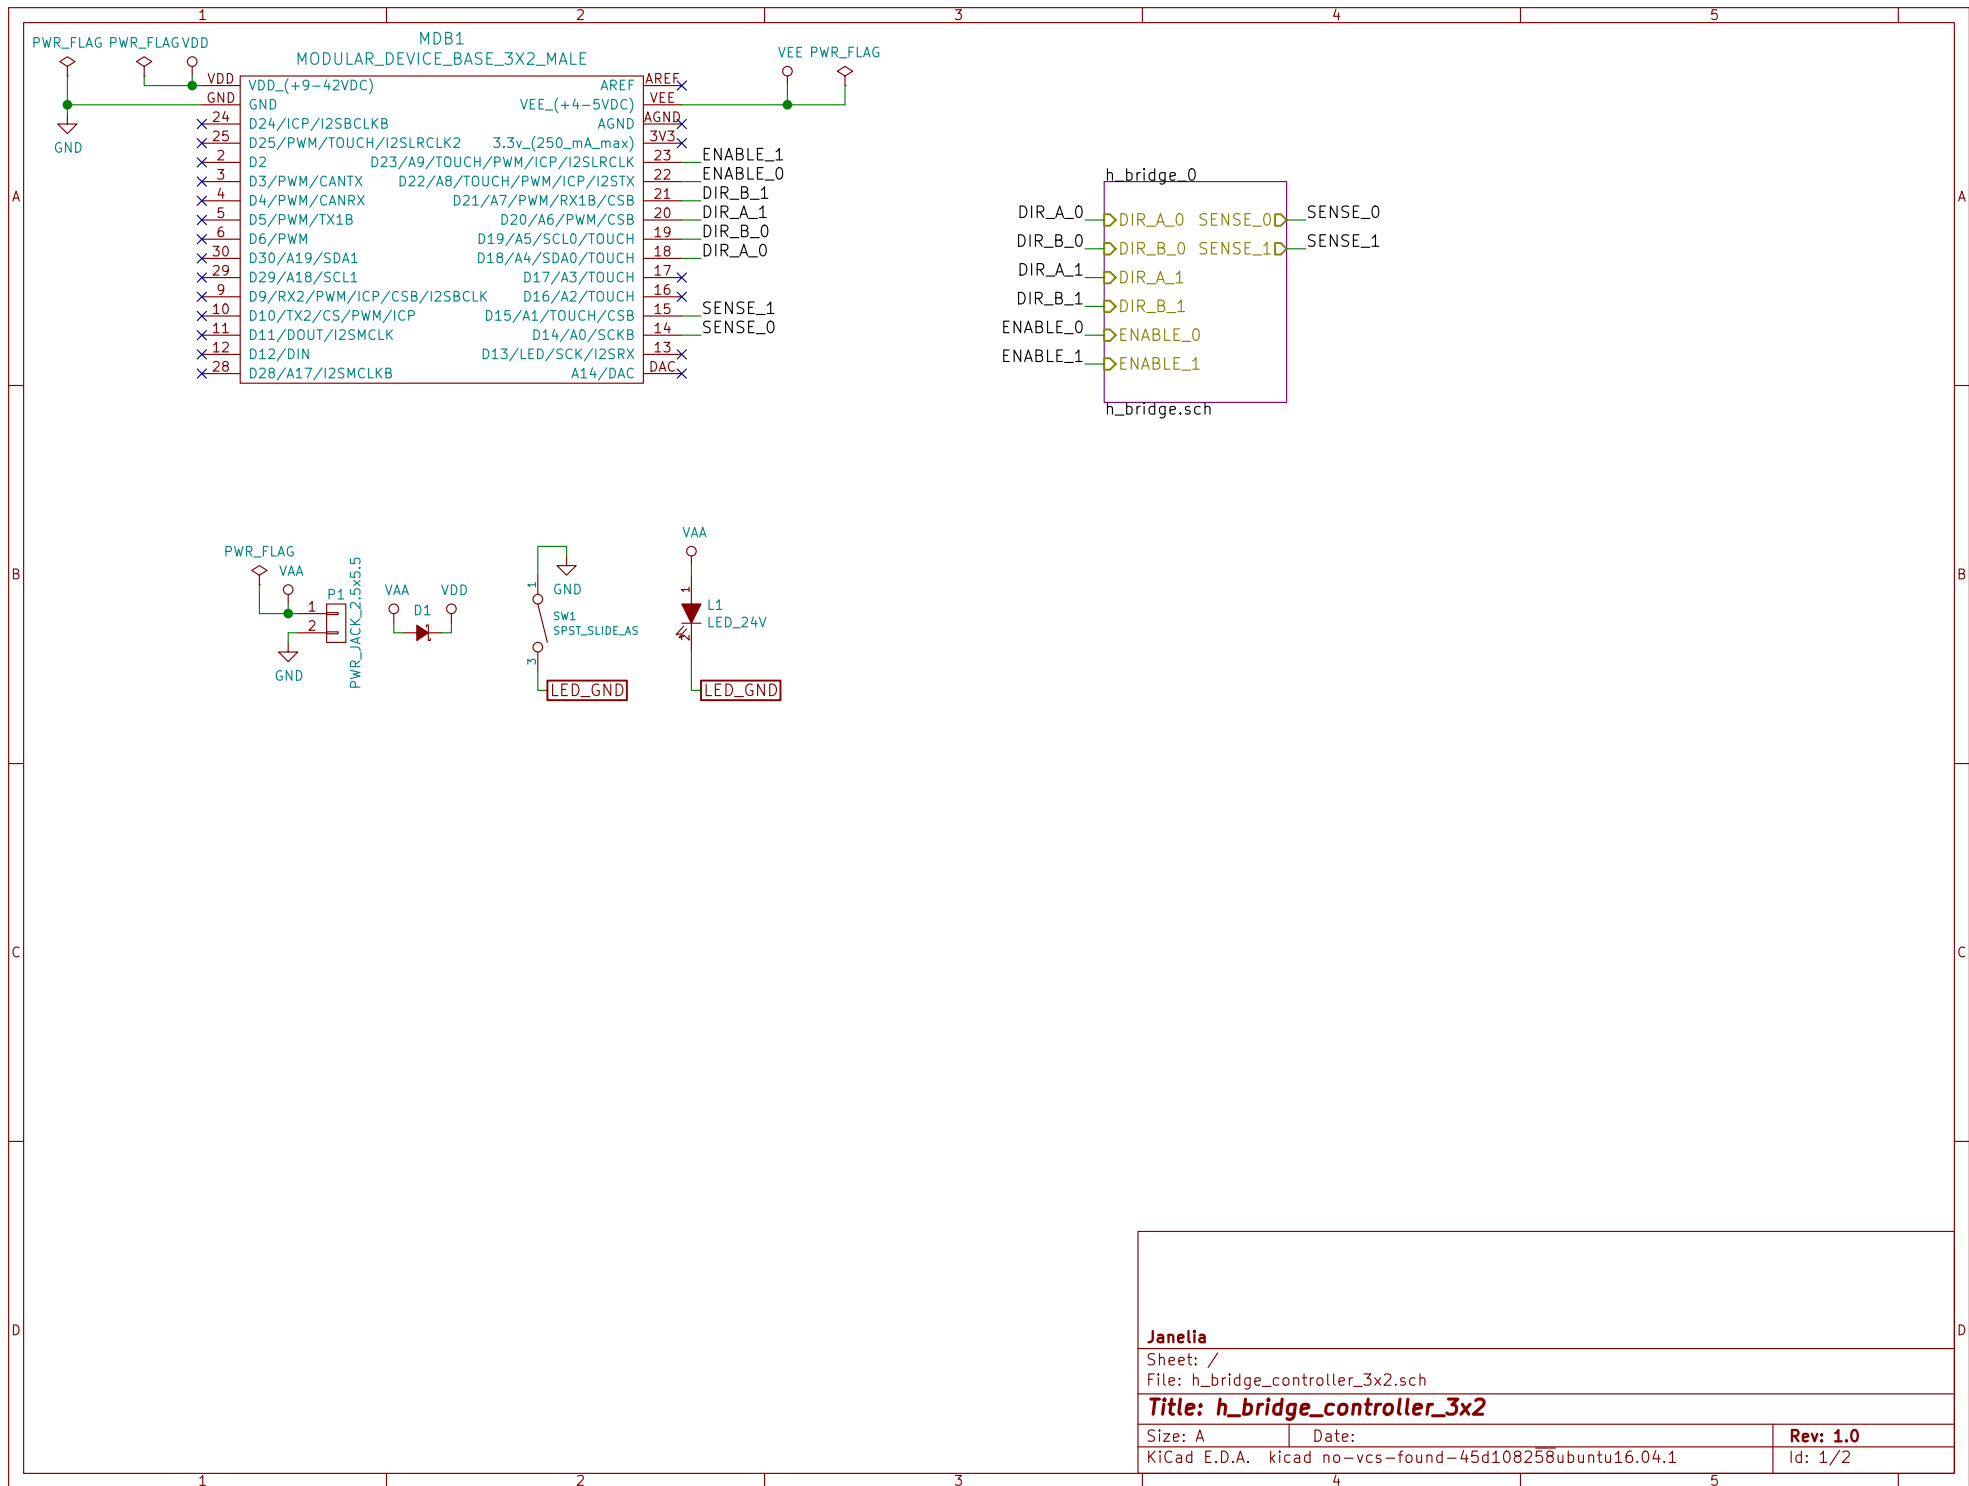 1 2 3 4 5
PWR_FLAG PWR_FLAG VDD
MDB1
MODULAR_DEVICE_BASE_3X2_MALE
VEE PWR_FLAG
VDD VDD_(+9-42VDC) AREF AREF
GND GND VEE_(+4-5VDC) VEE
24 D24/ICP/I2SBCLKB AGND AGND
25 D25/PWM/TOUCH/I2SLRCLK2 3.3v_(250_mA_max) 3V3
GND
2 D2 D23/A9/TOUCH/PWM/ICP/I2SLRCLK 23 ENABLE_1
3 D3/PWM/CANTX D22/A8/TOUCH/PWM/ICP/I2STX 22 ENABLE_0
4 D4/PWM/CANRX D21/A7/PWM/RX1B/CSB 21 DIR_B_1
5 D5/PWM/TX1B D20/A6/PWM/CSB 20 DIR_A_1
6 D6/PWM D19/A5/SCL0/TOUCH 19 DIR_B_0
30 D30/A19/SDA1 D18/A4/SDA0/TOUCH 18 DIR_A_0
29 D29/A18/SCL1 D17/A3/TOUCH 17
9 D9/RX2/PWM/ICP/CSB/I2SBCLK D16/A2/TOUCH 16
10 D10/TX2/CS/PWM/ICP D15/A1/TOUCH/CSB 15 SENSE_1
11 D11/DOUT/I2SMCLK D14/A0/SCKB 14 SENSE_0
12 D12/DIN D13/LED/SCK/I2SRX 13
28 D28/A17/I2SMCLKB A14/DAC DAC
h_bridge_0
DIR_A_0 DIR_A_0 SENSE_0 SENSE_0
DIR_B_0 DIR_B_0 SENSE_1 SENSE_1
DIR_A_1 DIR_A_1
DIR_B_1 DIR_B_1
ENABLE_0 ENABLE_0
ENABLE_1 ENABLE_1
h_bridge.sch
A A
B B
PWR_FLAG
VAA
P1
1
2
PWR_JACK_2.5x5.5
GND
VAA D1 VDD
1
GND
SW1
SPST_SLIDE_AS
3
LED_GND
VAA
1
L1
LED_24V
2
LED_GND
C C
D D
Janelia
Sheet: /
File: h_bridge_controller_3x2.sch
Title: h_bridge_controller_3x2
Size: A Date: Rev: 1.0
KiCad E.D.A. kicad no-vcs-found-45d108258ubuntu16.04.1 Id: 1/2
1 2 3 4 5